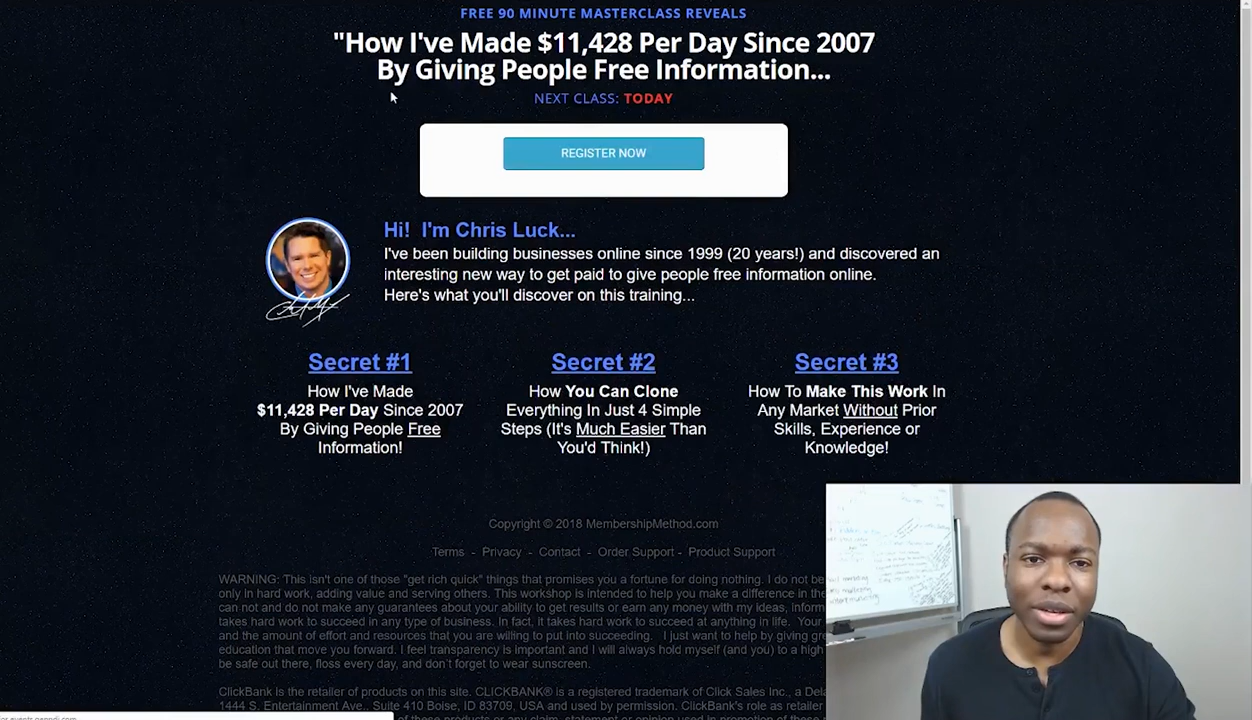 FREE 90 MINUTE MASTERCLASS REVEALS
"How I've Made $11,428 Per Day Since 2007
By Giving People Free Information...
NEXT CLASS: TODAY
REGISTER NOW
Hi! I'm Chris Luck...
I've been building businesses online since 1999 (20 years!) and discovered an
interesting new way to get paid to give people free information online.
Here's what you'll discover on this training...
Secret #1
How I've Made
$11,428 Per Day Since 2007
By Giving People Free
Information!
Secret #2
How You Can Clone
Everything In Just 4 Simple
Steps (It's Much Easier Than
You'd Think!)
Secret #3
How To Make This Work In
Any Market Without Prior
Skills, Experience or
Knowledge!
Copyright © 2018 MembershipMethod.com
Terms - Privacy - Contact - Order Support - Product Support
WARNING: This isn't one of those "get rich quick" things that promises you a fortune for doing nothing. I do not be
only in hard work, adding value and serving others. This workshop is intended to help you make a difference in the
can not and do not make any guarantees about your ability to get results or earn any money with my ideas, inform
takes hard work to succeed in any type of business. In fact, it takes hard work to succeed at anything in life. Your
and the amount of effort and resources that you are willing to put into succeeding. I just want to help by giving gre
education that move you forward. I feel transparency is important and I will always hold myself (and you) to a high
be safe out there, floss every day, and don't forget to wear sunscreen.
ClickBank is the retailer of products on this site. CLICKBANK® is a registered trademark of Click Sales Inc., a Dela
1444 S. Entertainment Ave., Suite 410 Boise, ID 83709, USA and used by permission. ClickBank's role as retailer
of these products or any claim, statement or opinion used in promotion of these